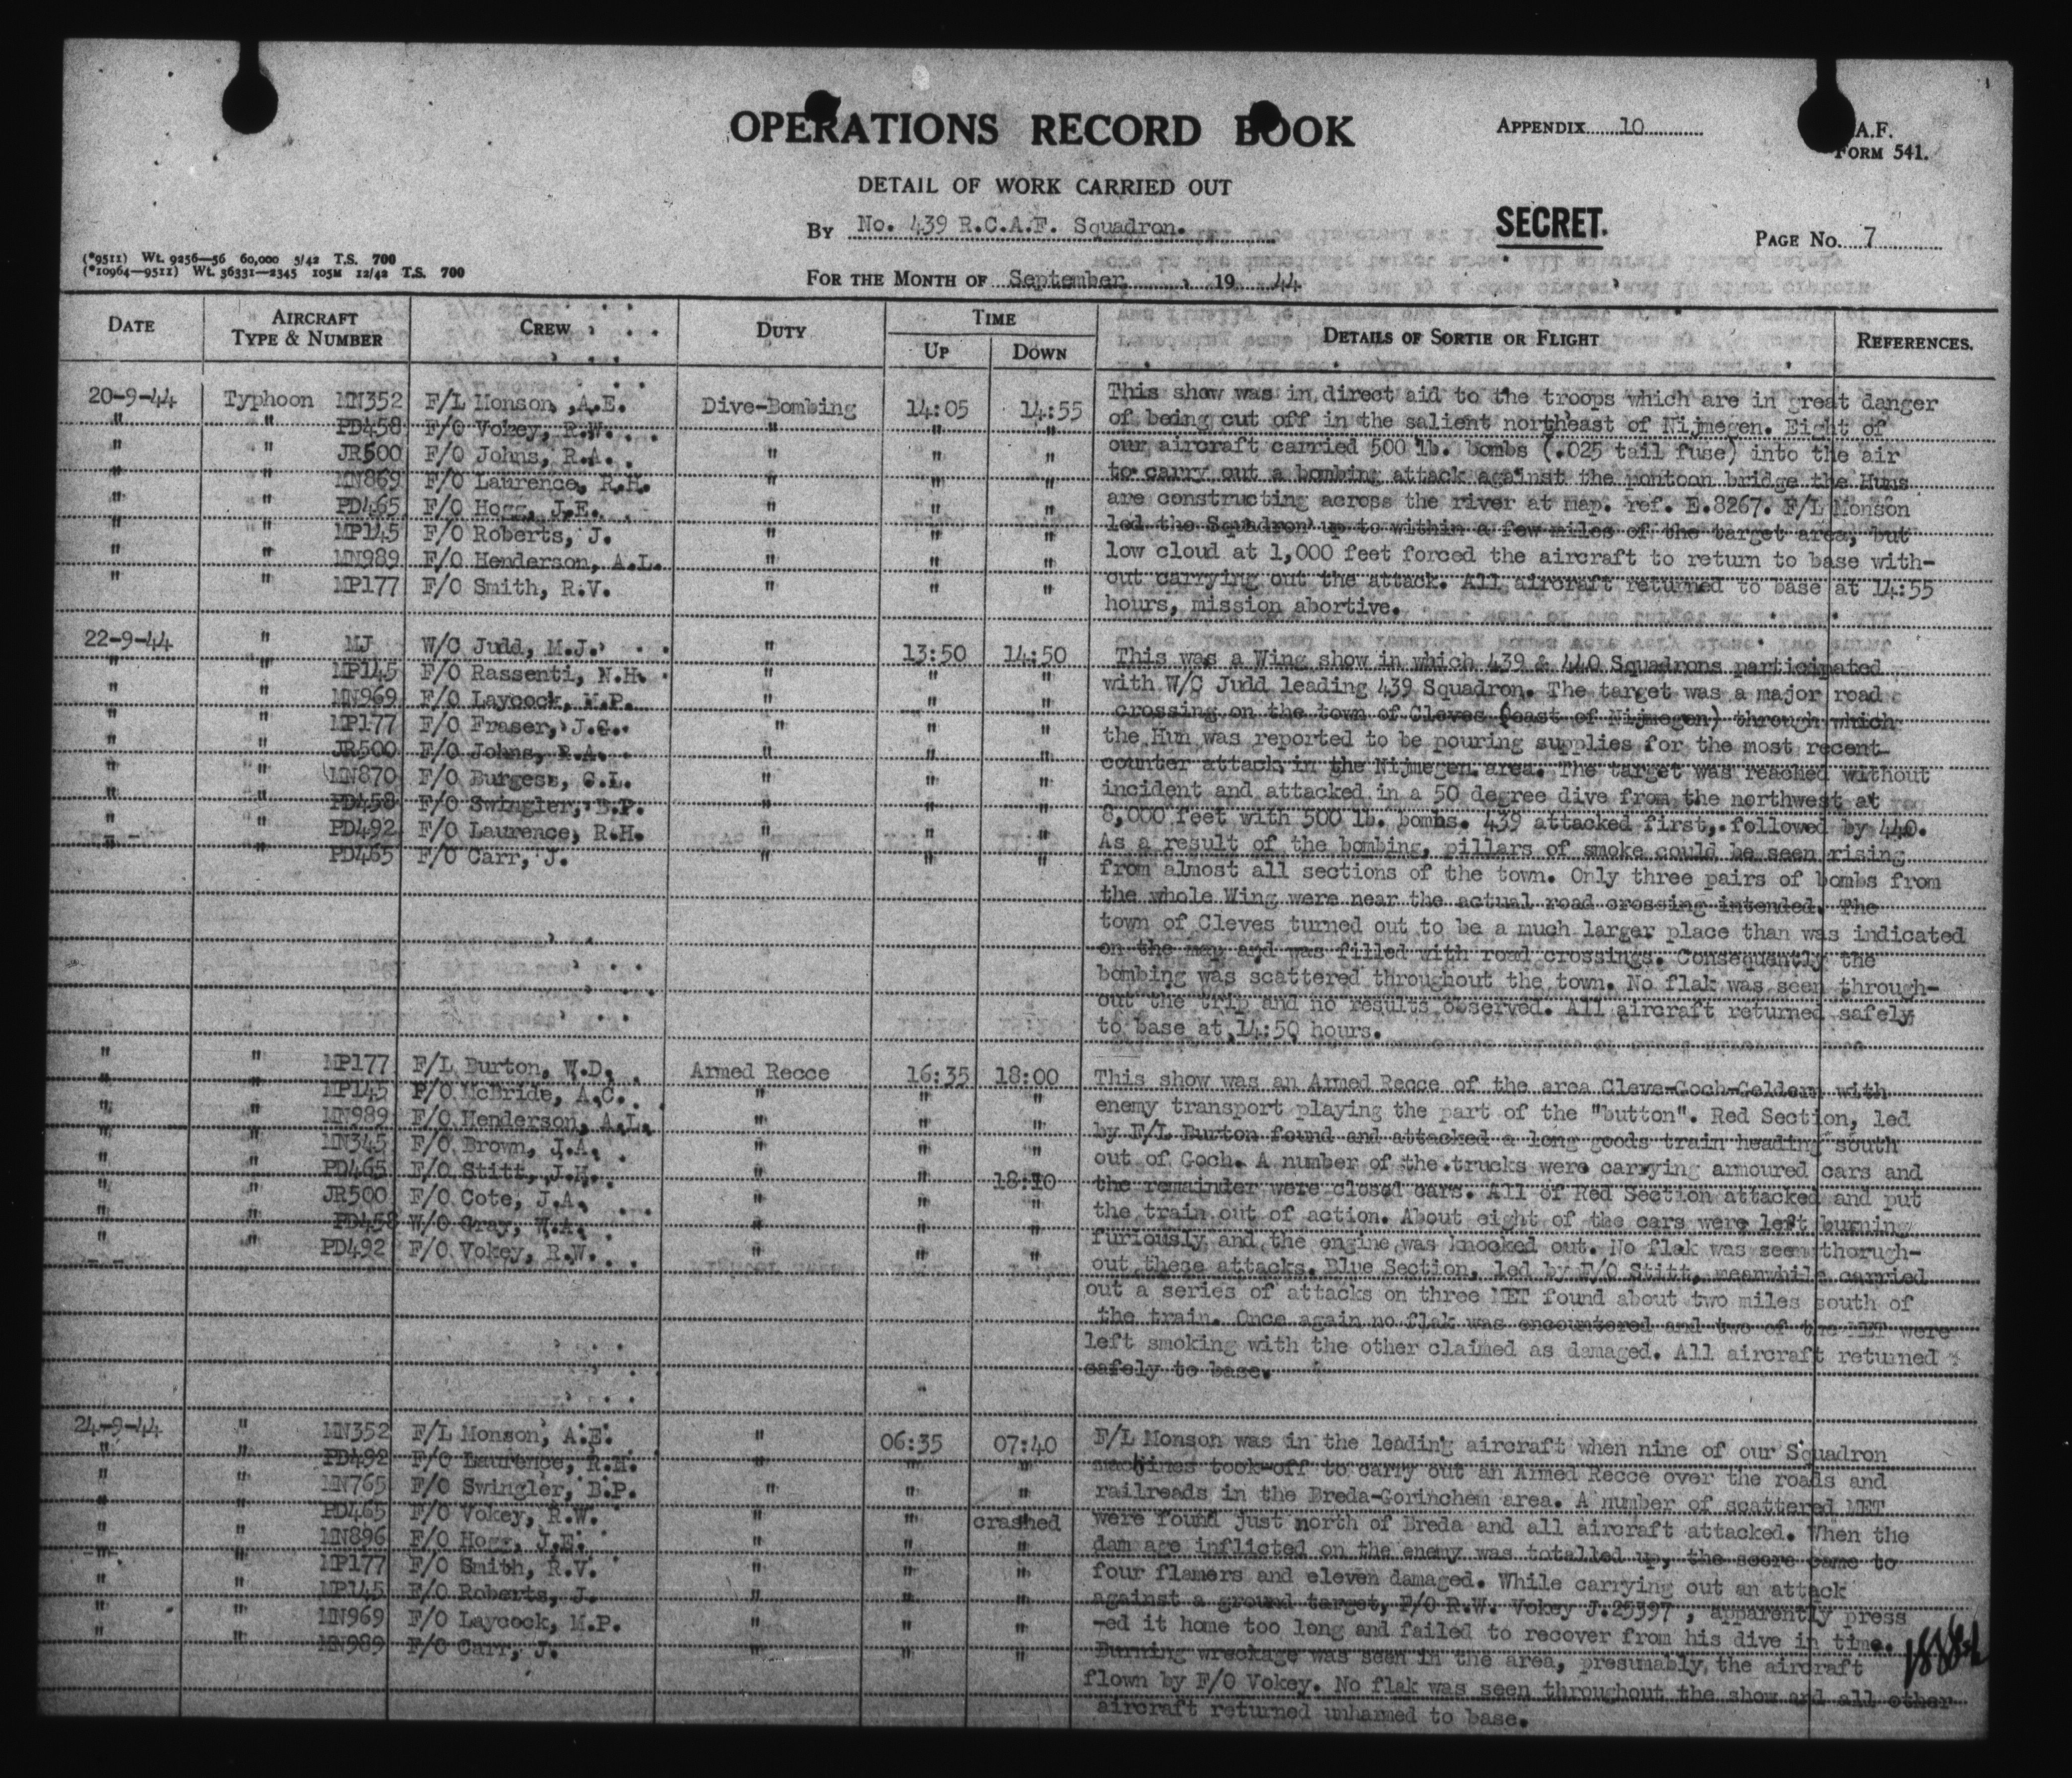 OPERATIONS RECORD BOOK
APPENDIX 10
A.F.
FORM 541.
DETAIL OF WORK CARRIED OUT
BY No. 439 R.C.A.F. Squadron.
SECRET.
PAGE No. 7
(*9511) Wt. 9256—56 60,000 5/42 T.S. 700
(*10964—9511) Wt. 36331—2345 105M 12/42 T.S. 700
FOR THE MONTH OF September, 19 44
DATE AIRCRAFT TYPE & NUMBER CREW DUTY TIME UP DOWN DETAILS OF SORTIE OR FLIGHT REFERENCES.
20-9-44 Typhoon MN352 F/L Monson, A.E. Dive-Bombing 14:05 14:55
" " PD458 F/O Vokey, R.W. " " "
" " JR500 F/O Johns, R.A. " " "
" " MN869 F/O Laurence, R.H. " " "
" " PD465 F/O Hogg, J.E. " " "
" " MP145 F/O Roberts, J. " " "
" " MN989 F/O Henderson, A.L. " " "
" " MP177 F/O Smith, R.V. " " "
This show was in direct aid to the troops which are in great danger
of being cut off in the salient northeast of Nijmegen. Eight of
our aircraft carried 500 lb. bombs (.025 tail fuse) into the air
to carry out a bombing attack against the pontoon bridge the Huns
are constructing across the river at map. ref. E.8267. F/L Monson
led the Squadron up to within a few miles of the target area, but
low cloud at 1,000 feet forced the aircraft to return to base with-
out carrying out the attack. All aircraft returned to base at 14:55
hours, mission abortive.
22-9-44 " MJ W/C Judd, M.J. " 13:50 14:50
" " MP145 F/O Rassenti, N.H. " " "
" " MN969 F/O Laycock, M.P. " " "
" " MP177 F/O Fraser, J.G. " " "
" " JR500 F/O Johns, R.A. " " "
" " MN870 F/O Burgess, C.L. " " "
" " PD458 F/O Swingler, B.P. " " "
" " PD492 F/O Laurence, R.H. " " "
" " PD465 F/O Carr, J. " " "
This was a Wing show in which 439 & 440 Squadrons participated
with W/C Judd leading 439 Squadron. The target was a major road
crossing on the town of Cleves (east of Nijmegen) through which
the Hun was reported to be pouring supplies for the most recent
counter attack in the Nijmegen area. The target was reached without
incident and attacked in a 50 degree dive from the northwest at
8,000 feet with 500 lb. bombs. 439 attacked first, followed by 440.
As a result of the bombing, pillars of smoke could be seen rising
from almost all sections of the town. Only three pairs of bombs from
the whole Wing were near the actual road crossing intended. The
town of Cleves turned out to be a much larger place than was indicated
on the map and was filled with road crossings. Consequently the
bombing was scattered throughout the town. No flak was seen through-
out the trip and no results observed. All aircraft returned safely
to base at 14:50 hours.
" " MP177 F/L Burton, W.D. Armed Recce 16:35 18:00
" " MP145 F/O McBride, A.C. " " "
" " MN989 F/O Henderson, A.L. " " "
" " MN345 F/O Brown, J.A. " " "
" " PD465 F/O Stitt, J.H. " " 18:10
" " JR500 F/O Cote, J.A. " " "
" " PD458 W/O Gray, W.A. " " "
" " PD492 F/O Vokey, R.W. " " "
This show was an Armed Recce of the area Cleve-Goch-Geldern with
enemy transport playing the part of the "button". Red Section, led
by F/L Burton found and attacked a long goods train heading south
out of Goch. A number of the trucks were carrying armoured cars and
the remainder were closed cars. All of Red Section attacked and put
the train out of action. About eight of the cars were left burning
furiously and the engine was knocked out. No flak was seen thorugh-
out these attacks. Blue Section, led by F/O Stitt, meanwhile carried
out a series of attacks on three MET found about two miles south of
the train. Once again no flak was encountered and two of the MET were
left smoking with the other claimed as damaged. All aircraft returned
safely to base.
24-9-44 " MN352 F/L Monson, A.E. " 06:35 07:40
" " PD492 F/O Laurence, R.H. " " "
" " MN765 F/O Swingler, B.P. " " "
" " PD465 F/O Vokey, R.W. " " crashed
" " MN896 F/O Hogg, J.E. " " "
" " MP177 F/O Smith, R.V. " " "
" " MP145 F/O Roberts, J. " " "
" " MN969 F/O Laycock, M.P. " " "
" " MN989 F/O Carr, J. " " "
F/L Monson was in the leading aircraft when nine of our Squadron
machines took-off to carry out an Armed Recce over the roads and
railreads in the Breda-Gorinchem area. A number of scattered MET
were found just north of Breda and all aircraft attacked. When the
dam age inflicted on the enemy was totalled up, the score came to
four flamers and eleven damaged. While carrying out an attack
against a ground target, F/O R.W. Vokey J.25397 , apparently press
-ed it home too long and failed to recover from his dive in time.
Burning wreckage was seen in the area, presumably, the aircraft
flown by F/O Vokey. No flak was seen throughout the show and all other
aircraft returned unharmed to base.